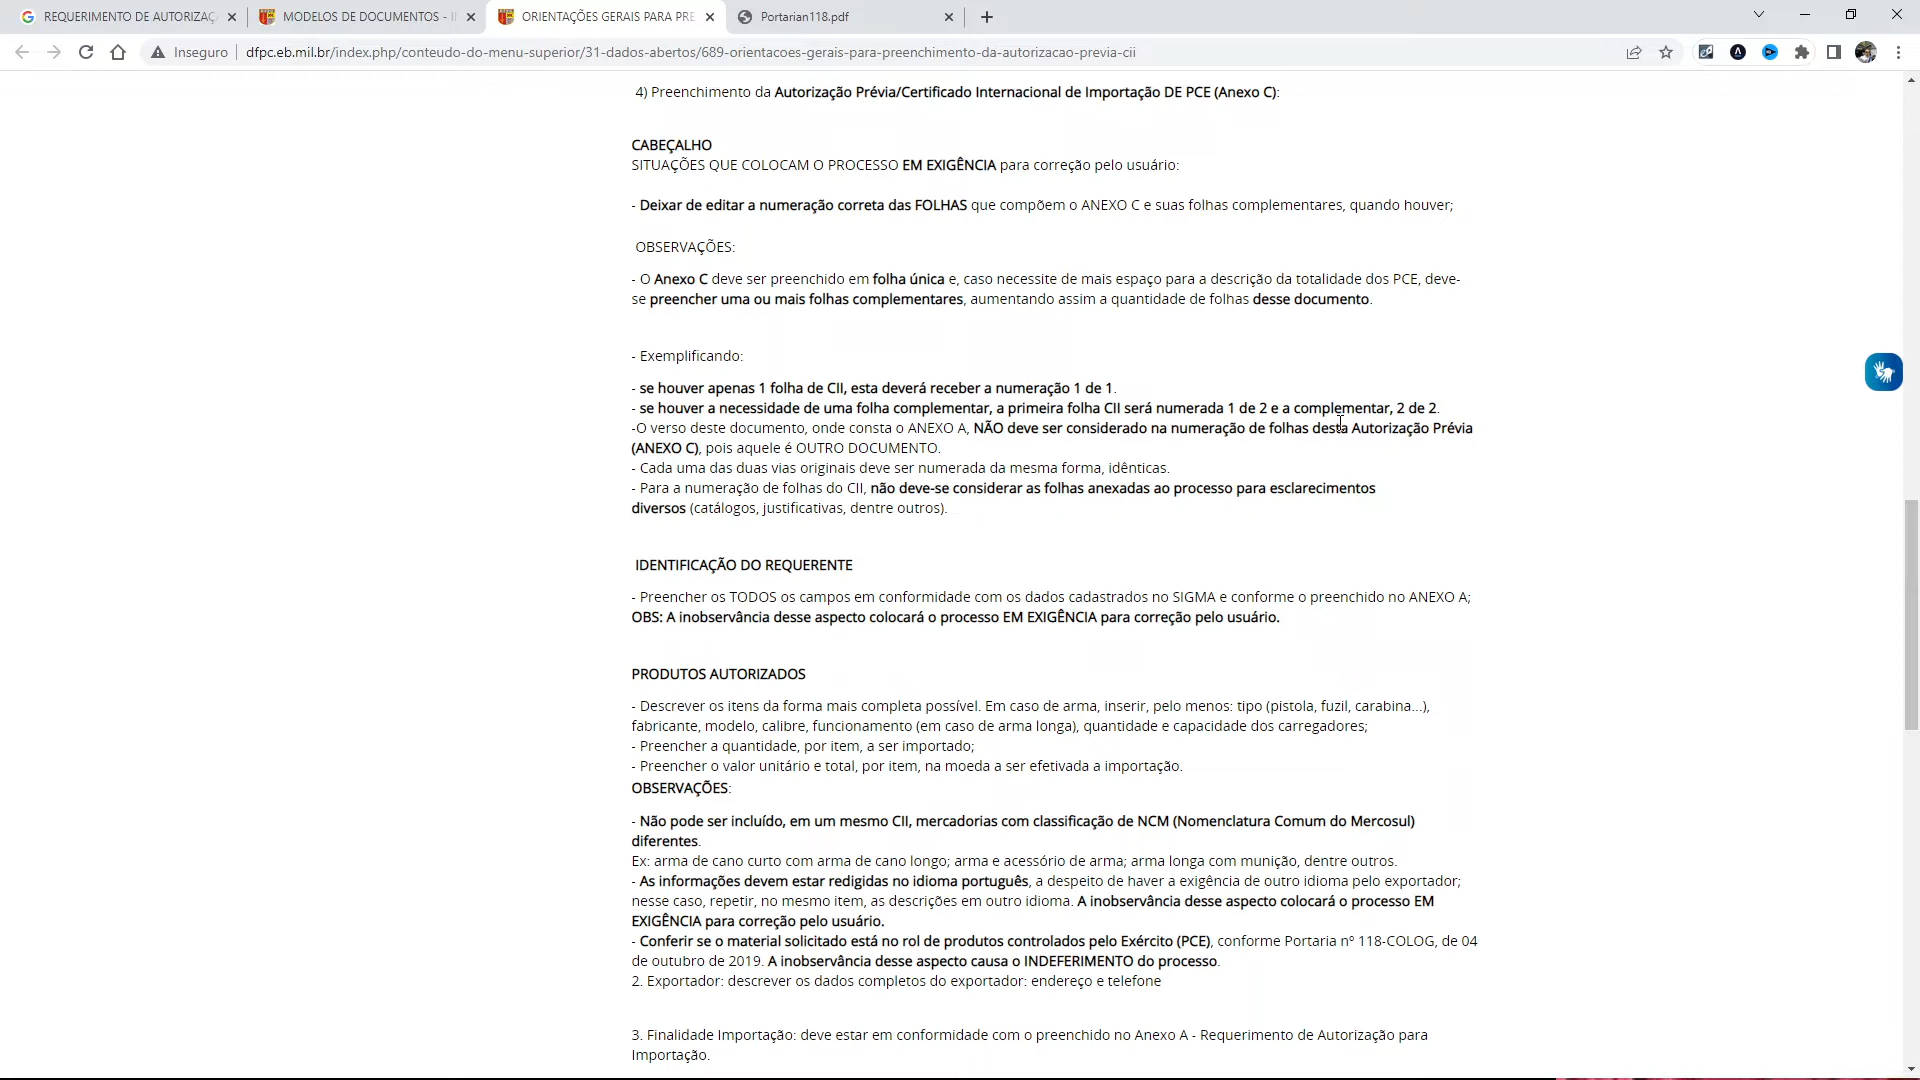 REQUERIMENTO DE AUTORIZAÇ
MODELOS DE DOCUMENTOS - II
ORIENTAÇÕES GERAIS PARA PRE
Portarian118.pdf
Inseguro
dfpc.eb.mil.br/index.php/conteudo-do-menu-superior/31-dados-abertos/689-orientacoes-gerais-para-preenchimento-da-autorizacao-previa-cii
4) Preenchimento da Autorização Prévia/Certificado Internacional de Importação DE PCE (Anexo C):
CABEÇALHO
SITUAÇÕES QUE COLOCAM O PROCESSO EM EXIGÊNCIA para correção pelo usuário:
- Deixar de editar a numeração correta das FOLHAS que compõem o ANEXO C e suas folhas complementares, quando houver;
OBSERVAÇÕES:
- O Anexo C deve ser preenchido em folha única e, caso necessite de mais espaço para a descrição da totalidade dos PCE, deve-
se preencher uma ou mais folhas complementares, aumentando assim a quantidade de folhas desse documento.
- Exemplificando:
- se houver apenas 1 folha de CII, esta deverá receber a numeração 1 de 1.
- se houver a necessidade de uma folha complementar, a primeira folha CII será numerada 1 de 2 e a complementar, 2 de 2.
-O verso deste documento, onde consta o ANEXO A, NÃO deve ser considerado na numeração de folhas desta Autorização Prévia
(ANEXO C), pois aquele é OUTRO DOCUMENTO.
- Cada uma das duas vias originais deve ser numerada da mesma forma, idênticas.
- Para a numeração de folhas do CII, não deve-se considerar as folhas anexadas ao processo para esclarecimentos
diversos (catálogos, justificativas, dentre outros).
IDENTIFICAÇÃO DO REQUERENTE
- Preencher os TODOS os campos em conformidade com os dados cadastrados no SIGMA e conforme o preenchido no ANEXO A;
OBS: A inobservância desse aspecto colocará o processo EM EXIGÊNCIA para correção pelo usuário.
PRODUTOS AUTORIZADOS
- Descrever os itens da forma mais completa possível. Em caso de arma, inserir, pelo menos: tipo (pistola, fuzil, carabina...),
fabricante, modelo, calibre, funcionamento (em caso de arma longa), quantidade e capacidade dos carregadores;
- Preencher a quantidade, por item, a ser importado;
- Preencher o valor unitário e total, por item, na moeda a ser efetivada a importação.
OBSERVAÇÕES:
- Não pode ser incluído, em um mesmo CII, mercadorias com classificação de NCM (Nomenclatura Comum do Mercosul)
diferentes.
Ex: arma de cano curto com arma de cano longo; arma e acessório de arma; arma longa com munição, dentre outros.
- As informações devem estar redigidas no idioma português, a despeito de haver a exigência de outro idioma pelo exportador;
nesse caso, repetir, no mesmo item, as descrições em outro idioma. A inobservância desse aspecto colocará o processo EM
EXIGÊNCIA para correção pelo usuário.
- Conferir se o material solicitado está no rol de produtos controlados pelo Exército (PCE), conforme Portaria nº 118-COLOG, de 04
de outubro de 2019. A inobservância desse aspecto causa o INDEFERIMENTO do processo.
2. Exportador: descrever os dados completos do exportador: endereço e telefone
3. Finalidade Importação: deve estar em conformidade com o preenchido no Anexo A - Requerimento de Autorização para
Importação.